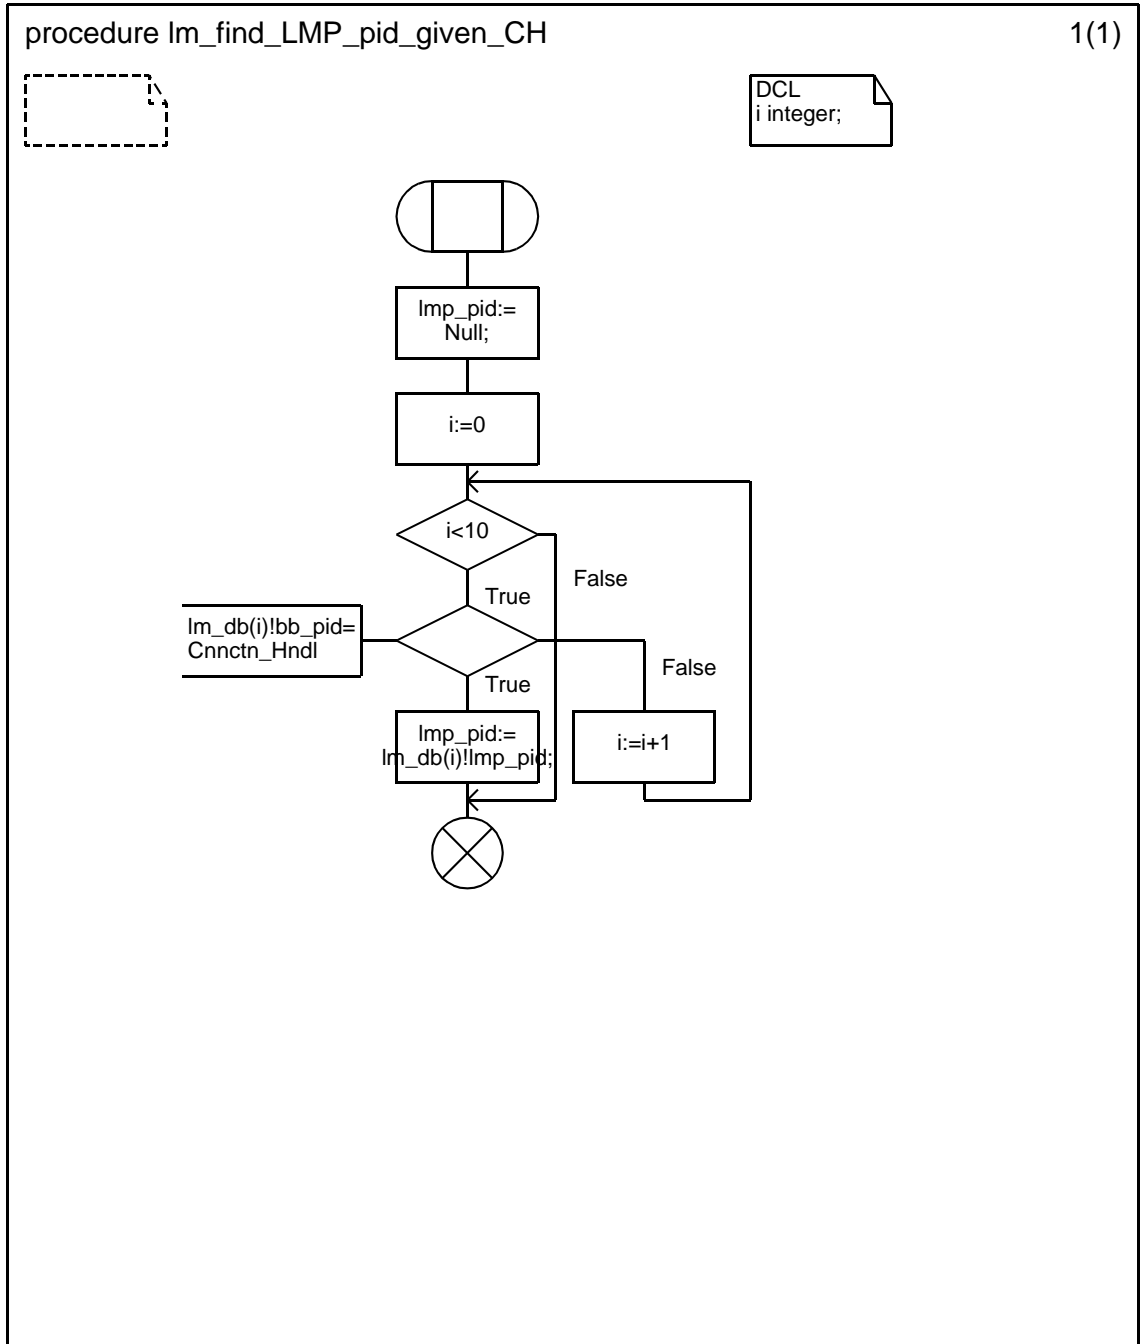 procedure lm_find_LMP_pid_given_CH
1(1)
DCL
i integer;
lmp_pid:=
Null;
i:=0
i<10
False
True
lm_db(i)!bb_pid=
Cnnctn_Hndl
False
True
lmp_pid:=
lm_db(i)!lmp_pid;
i:=i+1